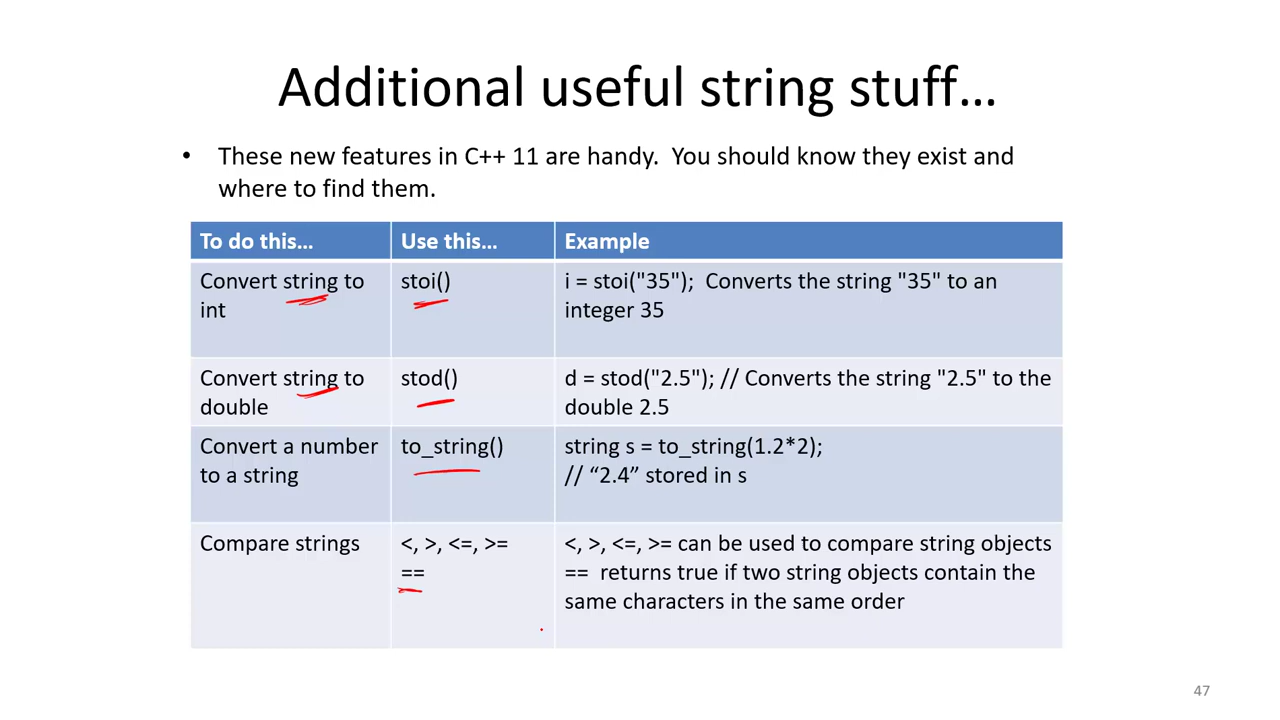 Additional useful string stuff…
• These new features in C++ 11 are handy.  You should know they exist and
where to find them.
To do this… Use this… Example
Convert string to
int
stoi()
i = stoi("35");  Converts the string "35" to an
integer 35
Convert string to
double
stod()
d = stod("2.5"); // Converts the string "2.5" to the
double 2.5
Convert a number
to a string
to_string()
string s = to_string(1.2*2);
// “2.4” stored in s
Compare strings
<, >, <=, >=
==
<, >, <=, >= can be used to compare string objects
==  returns true if two string objects contain the
same characters in the same order
47